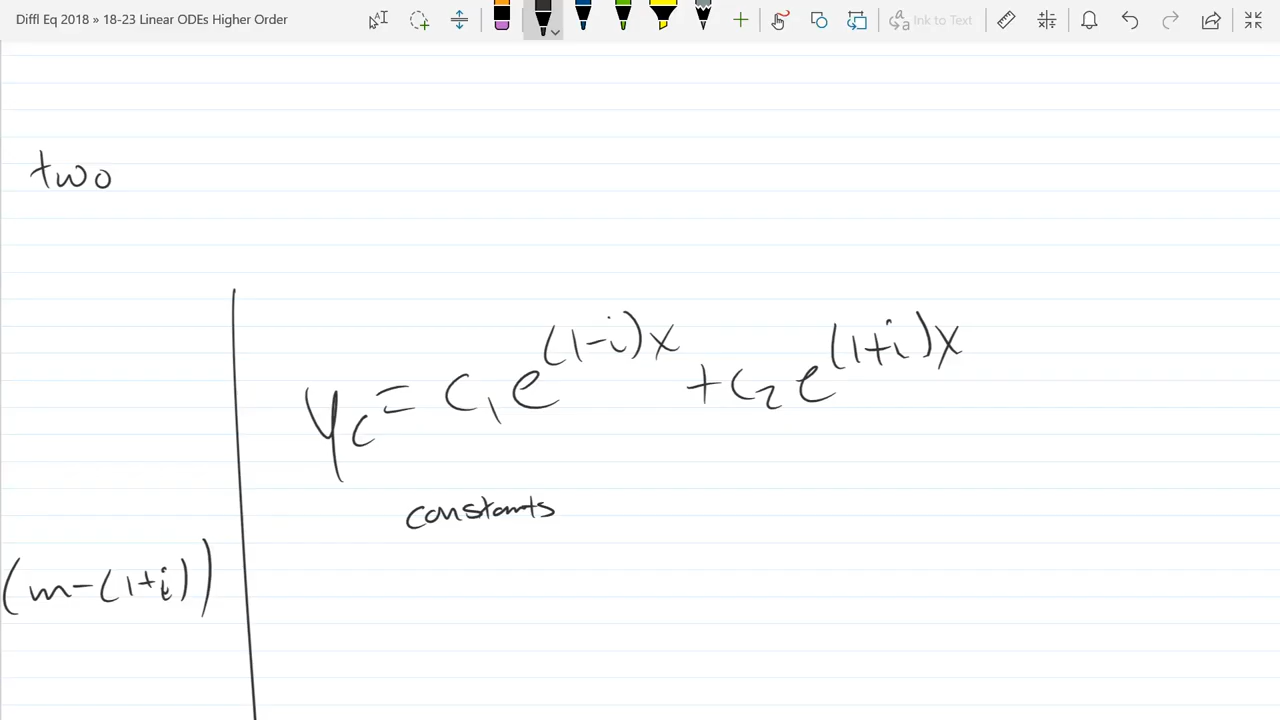 Diffl Eq 2018 » 18-23 Linear ODEs Higher Order
Link to Text
two
y_c = c_1 e^{(1-i)x} + c_2 e^{(1+i)x}
constants
(m-(1+i))